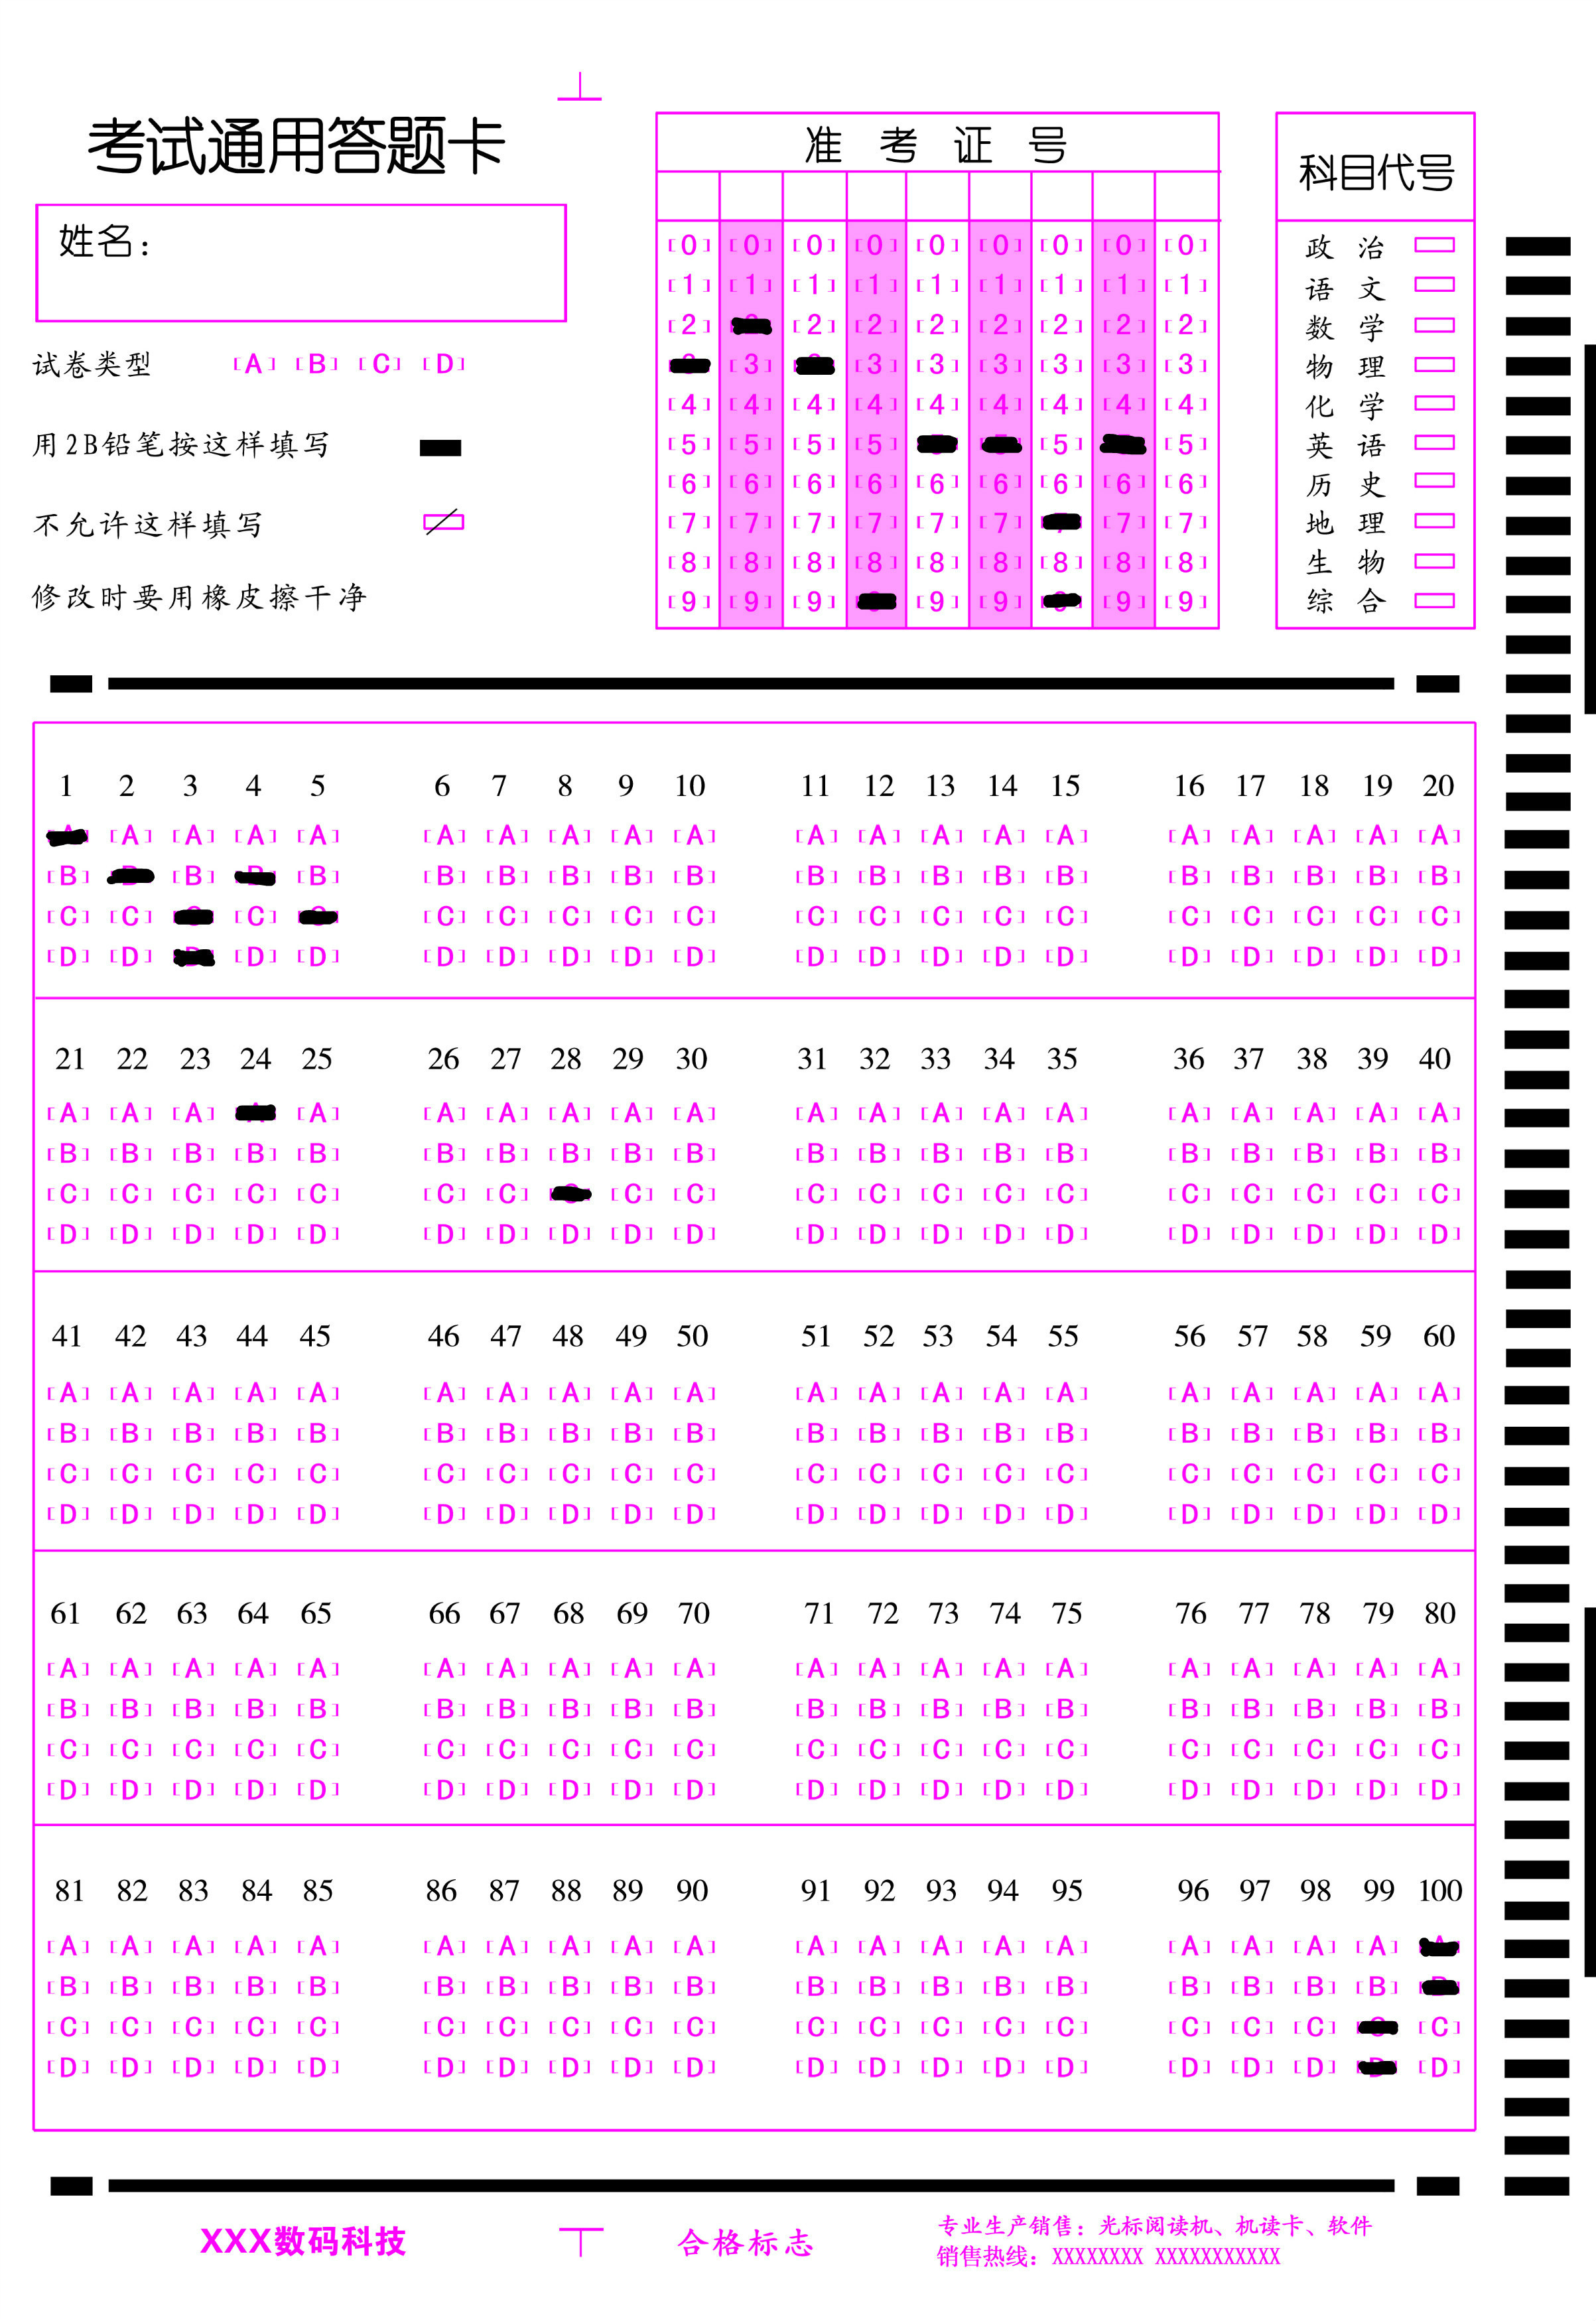 考试通用答题卡
姓名:
试卷类型 [A] [B] [C] [D]
用2B铅笔按这样填写
不允许这样填写
修改时要用橡皮擦干净
准考证号
[0] [0] [0] [0] [0] [0] [0] [0] [0]
[1] [1] [1] [1] [1] [1] [1] [1] [1]
[2] [2] [2] [2] [2] [2] [2] [2]
[3] [3] [3] [3] [3] [3] [3]
[4] [4] [4] [4] [4] [4] [4] [4] [4]
[5] [5] [5] [5] [5] [5]
[6] [6] [6] [6] [6] [6] [6] [6] [6]
[7] [7] [7] [7] [7] [7] [7] [7]
[8] [8] [8] [8] [8] [8] [8] [8] [8]
[9] [9] [9] [9] [9] [9] [9]
科目代号
政治
语文
数学
物理
化学
英语
历史
地理
生物
综合
1 2 3 4 5 6 7 8 9 10 11 12 13 14 15 16 17 18 19 20
[A] [A] [A] [A] [A] [A] [A] [A] [A] [A] [A] [A] [A] [A] [A] [A] [A] [A] [A]
[B] [B] [B] [B] [B] [B] [B] [B] [B] [B] [B] [B] [B] [B] [B] [B] [B] [B]
[C] [C] [C] [C] [C] [C] [C] [C] [C] [C] [C] [C] [C] [C] [C] [C] [C] [C]
[D] [D] [D] [D] [D] [D] [D] [D] [D] [D] [D] [D] [D] [D] [D] [D] [D] [D] [D]
21 22 23 24 25 26 27 28 29 30 31 32 33 34 35 36 37 38 39 40
[A] [A] [A] [A] [A] [A] [A] [A] [A] [A] [A] [A] [A] [A] [A] [A] [A] [A] [A]
[B] [B] [B] [B] [B] [B] [B] [B] [B] [B] [B] [B] [B] [B] [B] [B] [B] [B] [B] [B]
[C] [C] [C] [C] [C] [C] [C] [C] [C] [C] [C] [C] [C] [C] [C] [C] [C] [C] [C]
[D] [D] [D] [D] [D] [D] [D] [D] [D] [D] [D] [D] [D] [D] [D] [D] [D] [D] [D] [D]
41 42 43 44 45 46 47 48 49 50 51 52 53 54 55 56 57 58 59 60
[A] [A] [A] [A] [A] [A] [A] [A] [A] [A] [A] [A] [A] [A] [A] [A] [A] [A] [A] [A]
[B] [B] [B] [B] [B] [B] [B] [B] [B] [B] [B] [B] [B] [B] [B] [B] [B] [B] [B] [B]
[C] [C] [C] [C] [C] [C] [C] [C] [C] [C] [C] [C] [C] [C] [C] [C] [C] [C] [C] [C]
[D] [D] [D] [D] [D] [D] [D] [D] [D] [D] [D] [D] [D] [D] [D] [D] [D] [D] [D] [D]
61 62 63 64 65 66 67 68 69 70 71 72 73 74 75 76 77 78 79 80
[A] [A] [A] [A] [A] [A] [A] [A] [A] [A] [A] [A] [A] [A] [A] [A] [A] [A] [A] [A]
[B] [B] [B] [B] [B] [B] [B] [B] [B] [B] [B] [B] [B] [B] [B] [B] [B] [B] [B] [B]
[C] [C] [C] [C] [C] [C] [C] [C] [C] [C] [C] [C] [C] [C] [C] [C] [C] [C] [C] [C]
[D] [D] [D] [D] [D] [D] [D] [D] [D] [D] [D] [D] [D] [D] [D] [D] [D] [D] [D] [D]
81 82 83 84 85 86 87 88 89 90 91 92 93 94 95 96 97 98 99 100
[A] [A] [A] [A] [A] [A] [A] [A] [A] [A] [A] [A] [A] [A] [A] [A] [A] [A] [A]
[B] [B] [B] [B] [B] [B] [B] [B] [B] [B] [B] [B] [B] [B] [B] [B] [B] [B] [B]
[C] [C] [C] [C] [C] [C] [C] [C] [C] [C] [C] [C] [C] [C] [C] [C] [C] [C] [C]
[D] [D] [D] [D] [D] [D] [D] [D] [D] [D] [D] [D] [D] [D] [D] [D] [D] [D] [D]
XXX数码科技
合格标志
专业生产销售:光标阅读机、机读卡、软件
销售热线:XXXXXXXX XXXXXXXXXXX